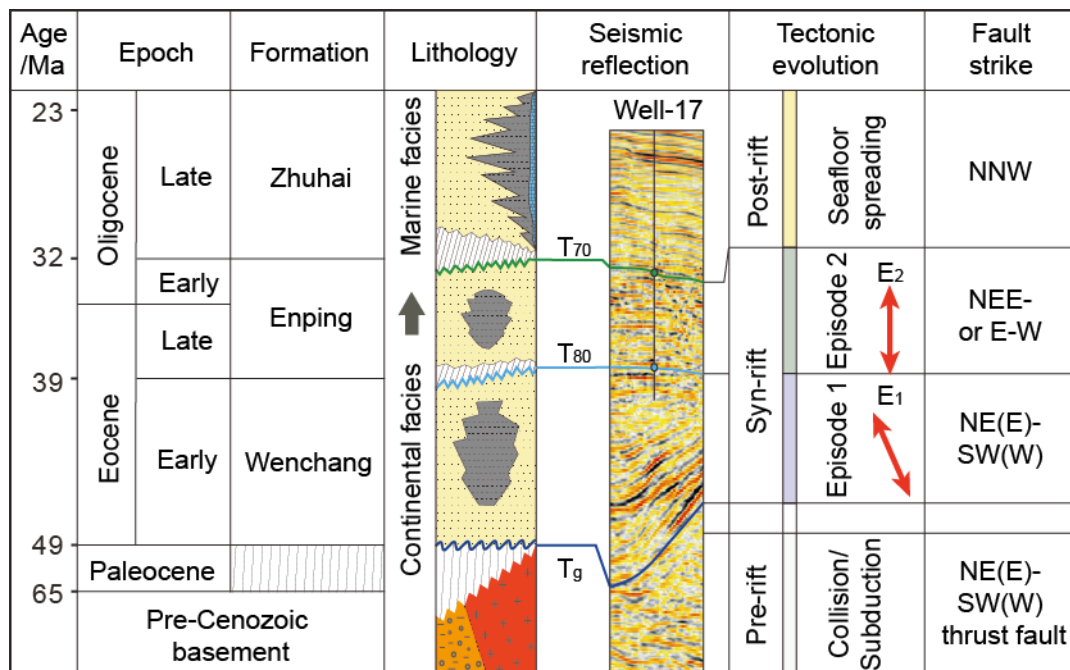 Age
/Ma
Epoch
Formation
Lithology
Seismic
reflection
Tectonic
evolution
Fault
strike
23
32
39
49
65
Oligocene
Eocene
Late
Early
Late
Early
Paleocene
Pre-Cenozoic
basement
Zhuhai
Enping
Wenchang
Marine facies
Continental facies
Well-17
T70
T80
Tg
Post-rift
Syn-rift
Pre-rift
Seafloor
spreading
Episode 2
E2
Episode 1
E1
Collision/
Subduction
NNW
NEE-
or E-W
NE(E)-
SW(W)
NE(E)-
SW(W)
thrust fault